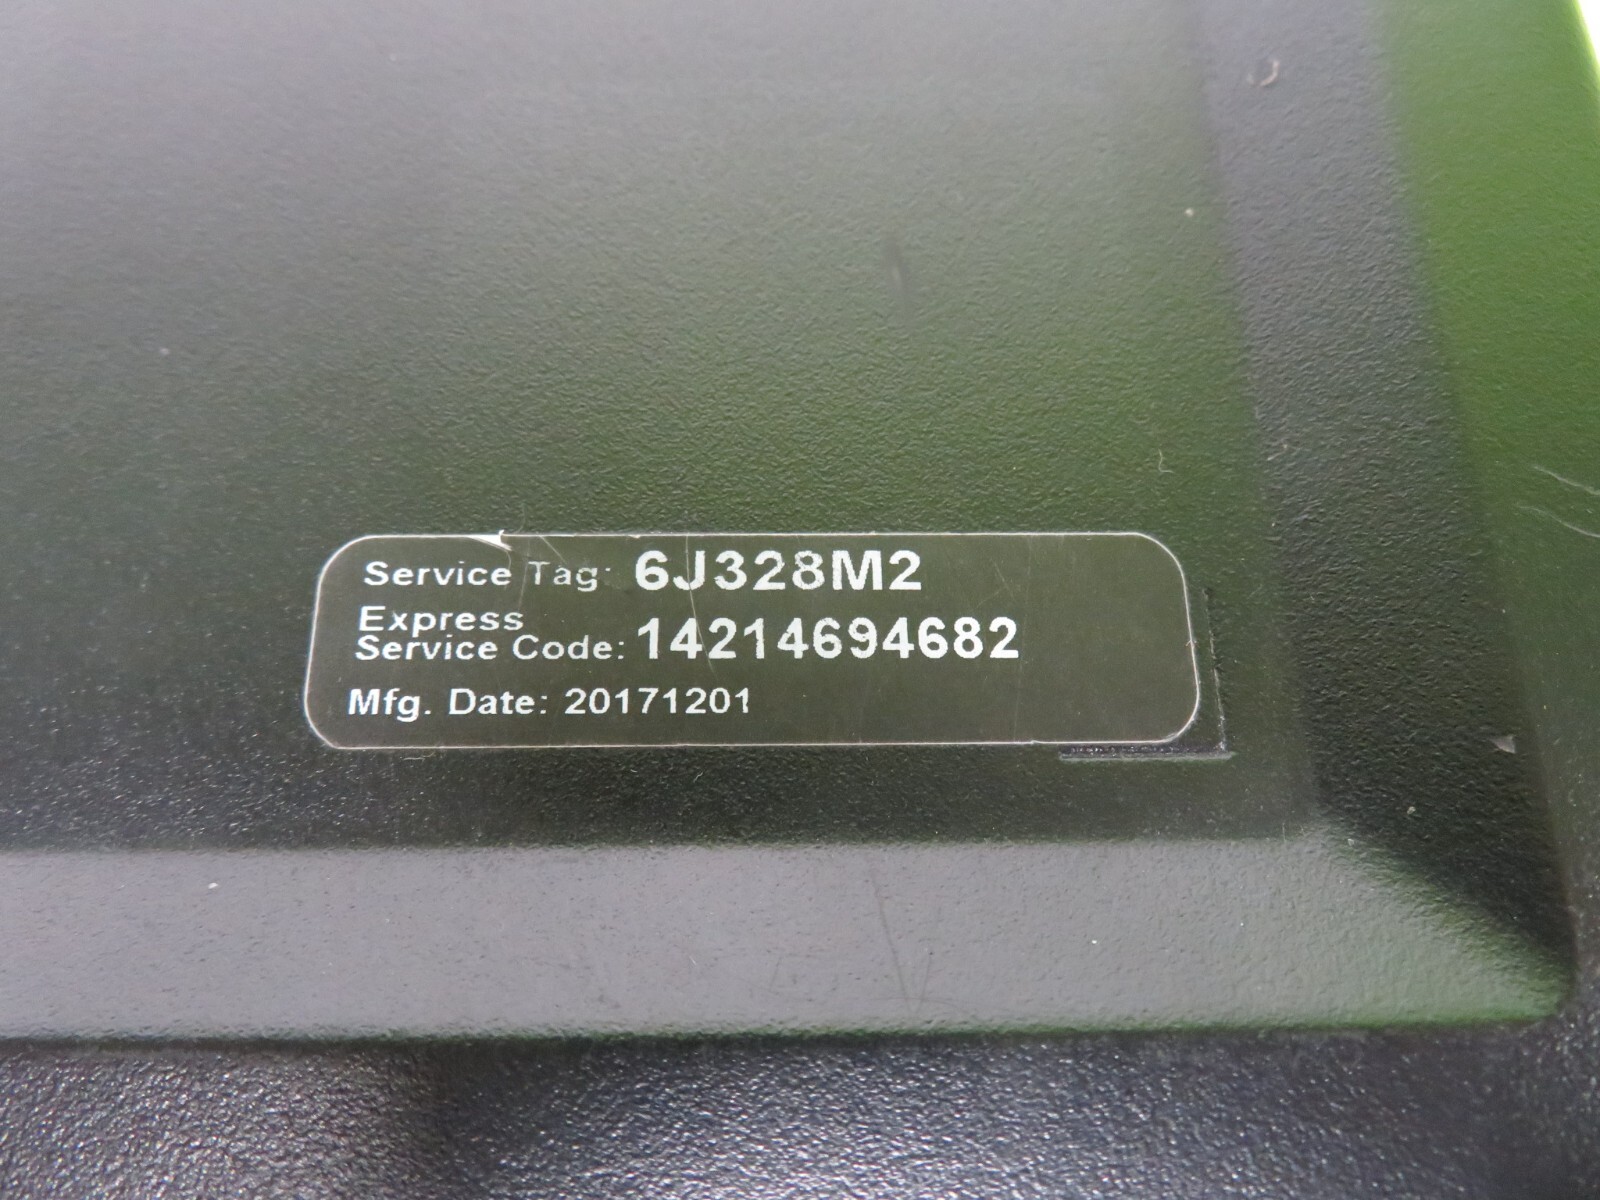 Service Tag: 6J328M2
Express
Service Code: 14214694682
Mfg. Date: 20171201